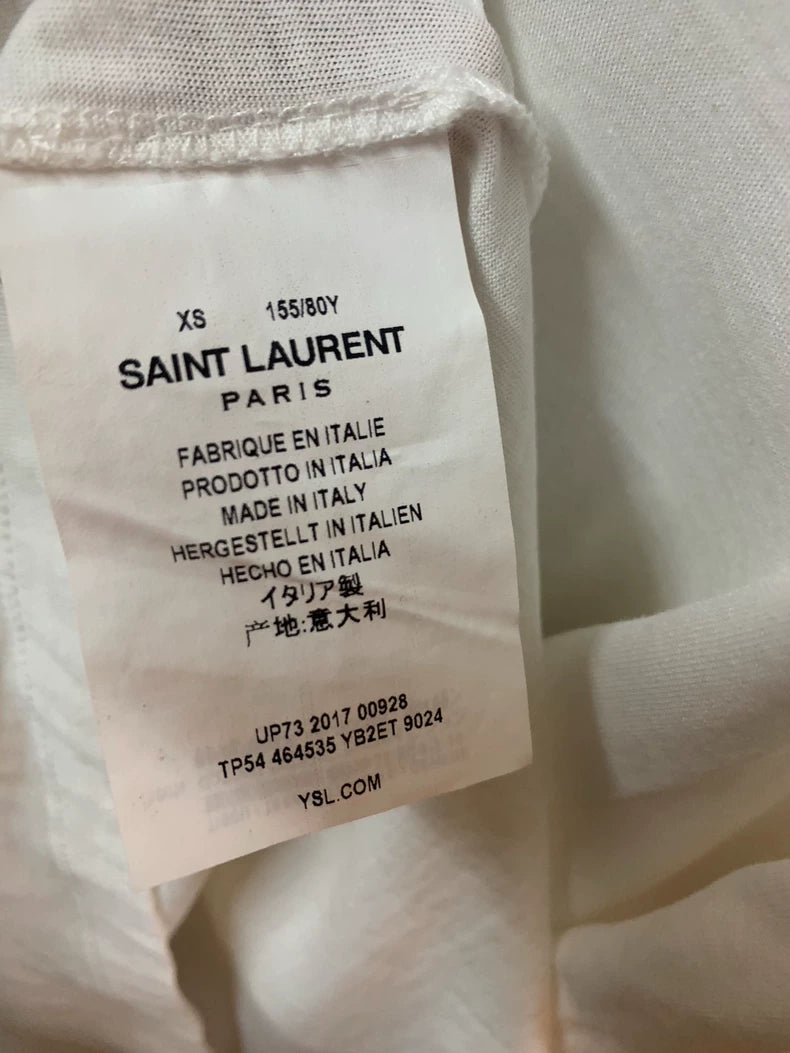 XS 155/80Y
SAINT LAURENT
PARIS
FABRIQUE EN ITALIE
PRODOTTO IN ITALIA
MADE IN ITALY
HERGESTELLT IN ITALIEN
HECHO EN ITALIA
イタリア製
产地:意大利
UP73 2017 00928
TP54 464535 YB2ET 9024
YSL.COM